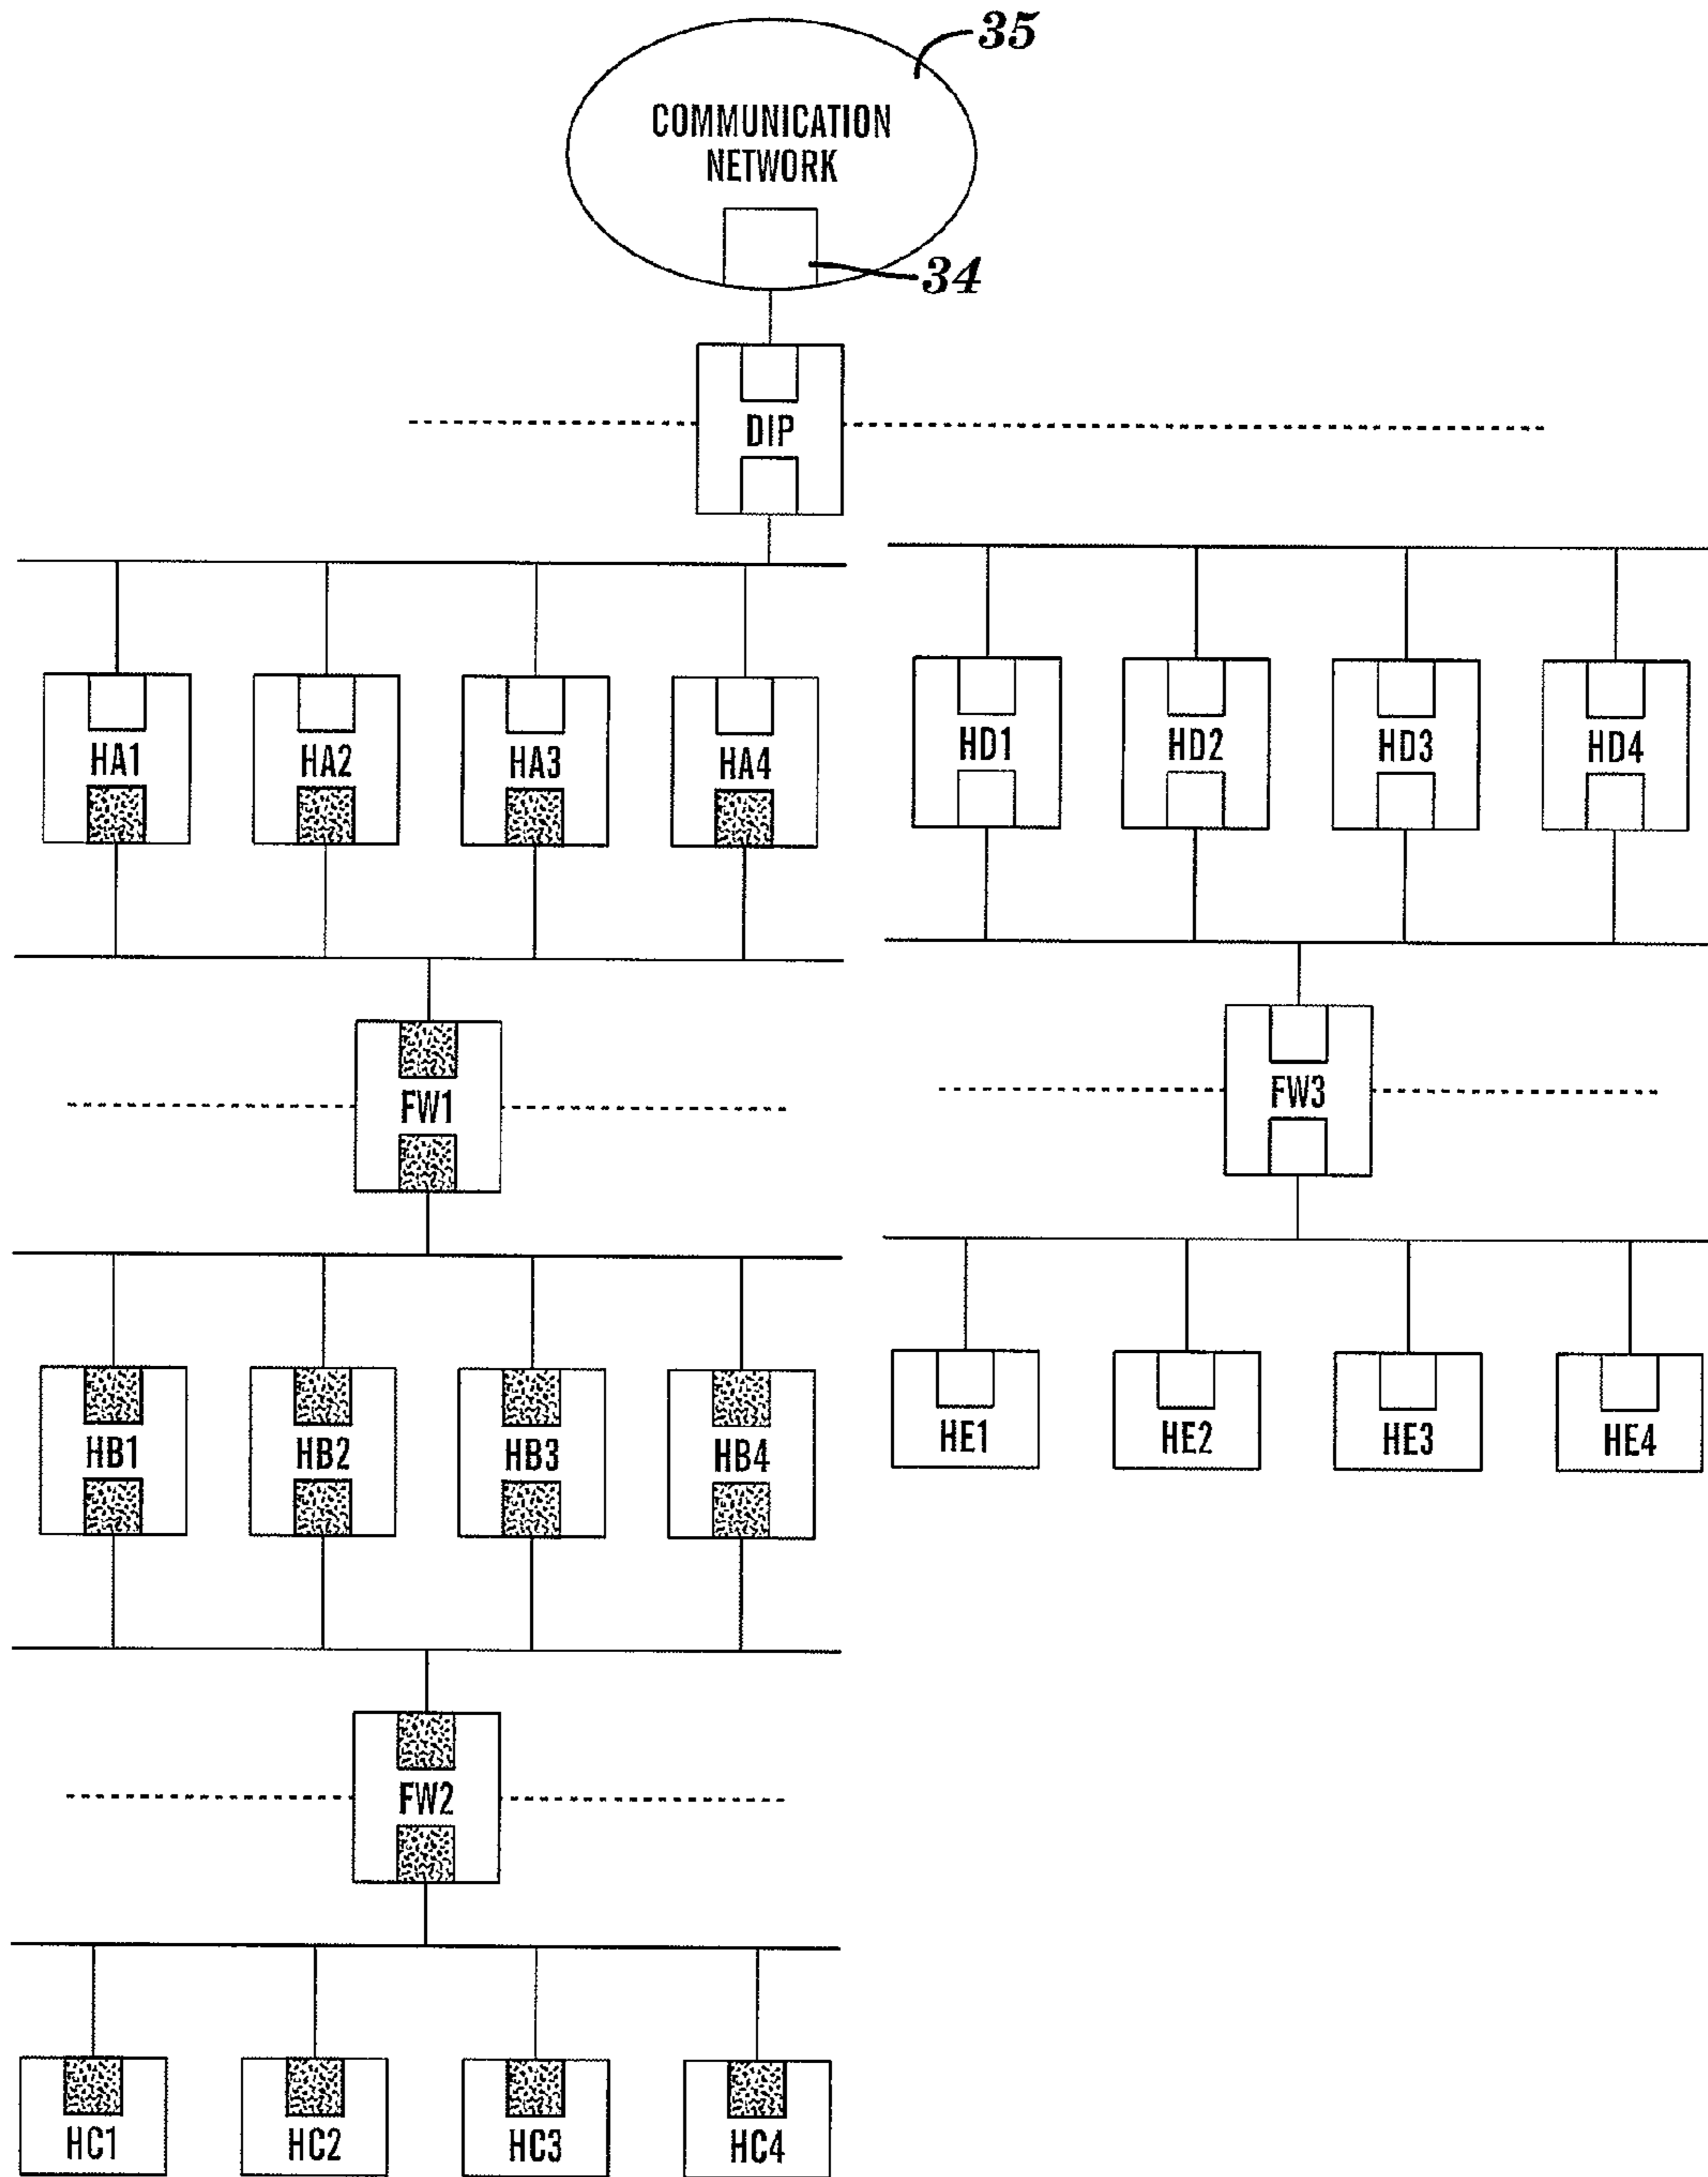 35
COMMUNICATION
NETWORK
34
DIP
HA1 HA2 HA3 HA4
HD1 HD2 HD3 HD4
FW1
FW3
HB1 HB2 HB3 HB4
HE1 HE2 HE3 HE4
FW2
HC1 HC2 HC3 HC4